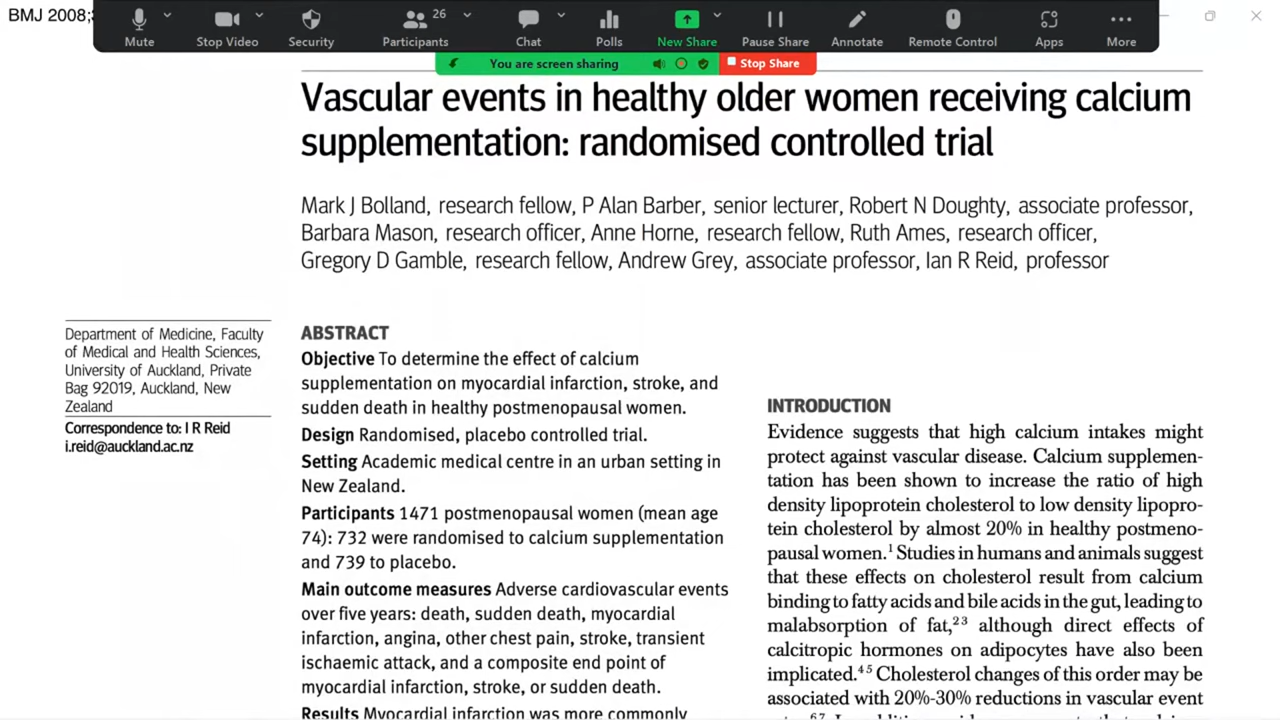 BMJ 2008;
26
Mute
Stop Video
Security
Participants
Chat
Polls
New Share
Pause Share
Annotate
Remote Control
Apps
More
You are screen sharing
Stop Share
Vascular events in healthy older women receiving calcium
supplementation: randomised controlled trial
Mark J Bolland, research fellow, P Alan Barber, senior lecturer, Robert N Doughty, associate professor,
Barbara Mason, research officer, Anne Horne, research fellow, Ruth Ames, research officer,
Gregory D Gamble, research fellow, Andrew Grey, associate professor, Ian R Reid, professor
Department of Medicine, Faculty
of Medical and Health Sciences,
University of Auckland, Private
Bag 92019, Auckland, New
Zealand
Correspondence to: I R Reid
i.reid@auckland.ac.nz
ABSTRACT
Objective To determine the effect of calcium
supplementation on myocardial infarction, stroke, and
sudden death in healthy postmenopausal women.
Design Randomised, placebo controlled trial.
Setting Academic medical centre in an urban setting in
New Zealand.
Participants 1471 postmenopausal women (mean age
74): 732 were randomised to calcium supplementation
and 739 to placebo.
Main outcome measures Adverse cardiovascular events
over five years: death, sudden death, myocardial
infarction, angina, other chest pain, stroke, transient
ischaemic attack, and a composite end point of
myocardial infarction, stroke, or sudden death.
Results Myocardial infarction was more commonly
INTRODUCTION
Evidence suggests that high calcium intakes might
protect against vascular disease. Calcium supplemen-
tation has been shown to increase the ratio of high
density lipoprotein cholesterol to low density lipopro-
tein cholesterol by almost 20% in healthy postmeno-
pausal women.1 Studies in humans and animals suggest
that these effects on cholesterol result from calcium
binding to fatty acids and bile acids in the gut, leading to
malabsorption of fat,2 3 although direct effects of
calcitropic hormones on adipocytes have also been
implicated.4 5 Cholesterol changes of this order may be
associated with 20%-30% reductions in vascular event